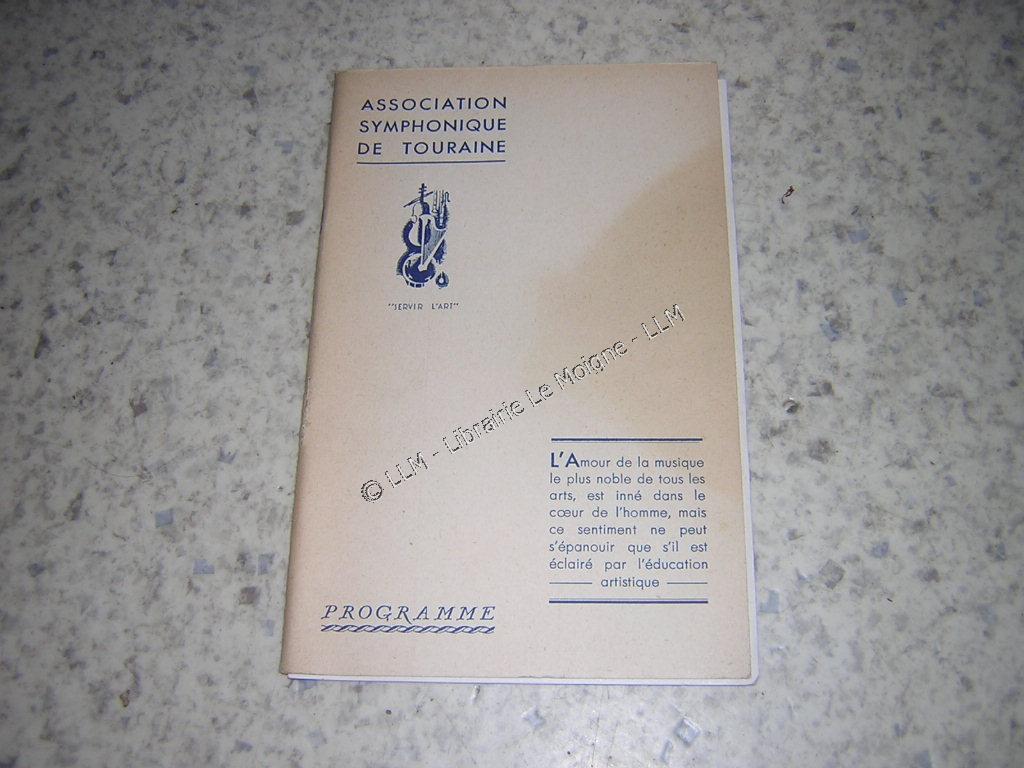 ASSOCIATION
SYMPHONIQUE
DE TOURAINE
"SERVIR L'ART"
© LLM - Librairie Le Moigne - LLM
L'Amour de la musique
le plus noble de tous les
arts, est inné dans le
cœur de l'homme, mais
ce sentiment ne peut
s'épanouir que s'il est
éclairé par l'éducation
artistique
PROGRAMME